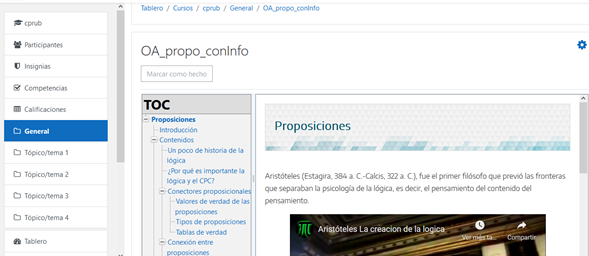 Tablero / Cursos / cprub / General / OA_propo_conInfo
cprub
Participantes
Insignias
Competencias
Calificaciones
General
Tópico/tema 1
Tópico/tema 2
Tópico/tema 3
Tópico/tema 4
Tablero
OA_propo_conInfo
Marcar como hecho
TOC
Proposiciones
Introducción
Contenidos
Un poco de historia de la
lógica
¿Por qué es importante la
lógica y el CPC?
Conectores proposicionales
Valores de verdad de las
proposiciones
Tipos de proposiciones
Tablas de verdad
Conexión entre
proposiciones
Proposiciones
Aristóteles (Estagira, 384 a. C.-Calcis, 322 a. C.), fue el primer filósofo que previó las fronteras
que separaban la psicología de la lógica, es decir, el pensamiento del contenido del
pensamiento.
Aristóteles La creacion de la logica
Ver más ta...
Compartir